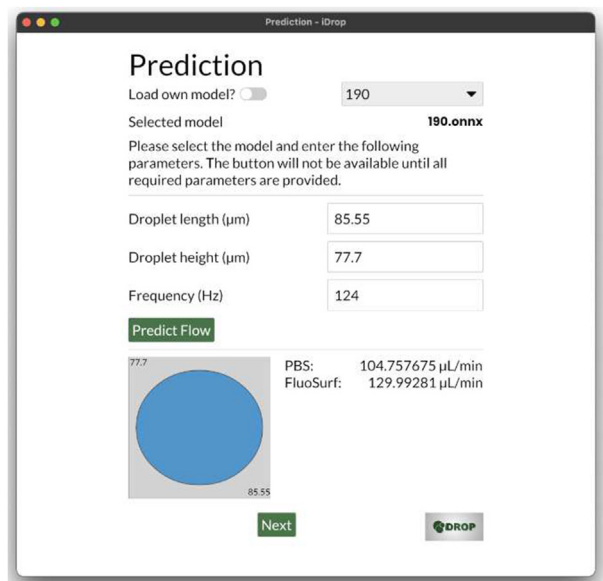 Prediction - iDrop
Prediction
Load own model?
190
Selected model
190.onnx
Please select the model and enter the following
parameters. The button will not be available until all
required parameters are provided.
Droplet length (μm)
85.55
Droplet height (μm)
77.7
Frequency (Hz)
124
Predict Flow
77.7
85.55
PBS: 104.757675 μL/min
FluoSurf: 129.99281 μL/min
Next
DROP